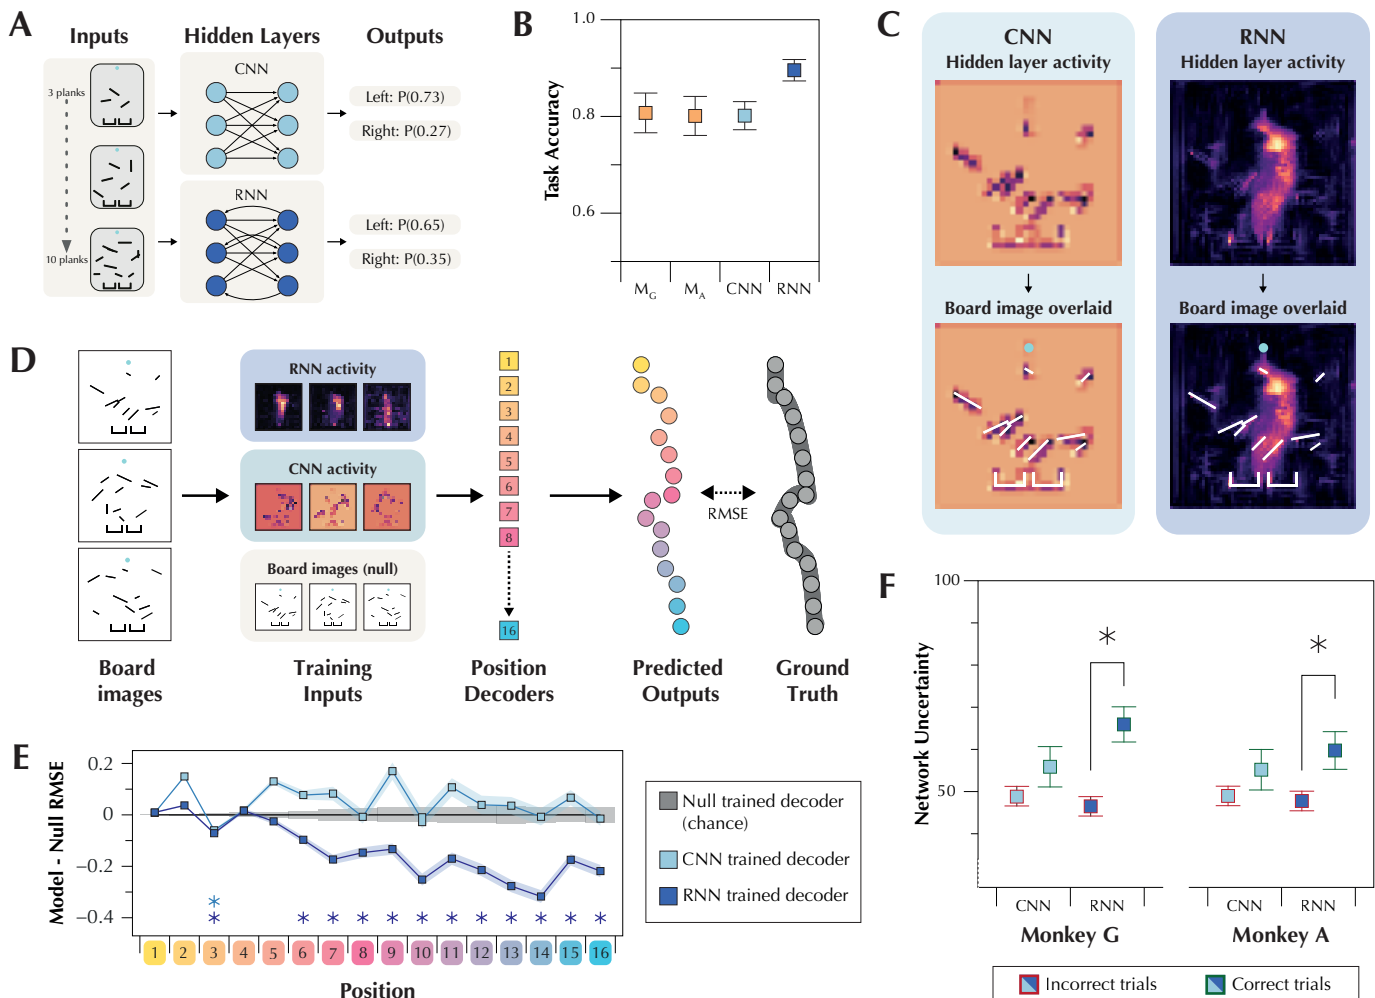 A
Inputs
Hidden Layers
Outputs
3 planks
10 planks
CNN
RNN
Left: P(0.73)
Right: P(0.27)
Left: P(0.65)
Right: P(0.35)
B
Task Accuracy
1.0
0.8
0.6
M_G
M_A
CNN
RNN
C
CNN
Hidden layer activity
Board image overlaid
RNN
Hidden layer activity
Board image overlaid
D
RNN activity
CNN activity
Board images (null)
1
2
3
4
5
6
7
8
16
RMSE
Board
images
Training
Inputs
Position
Decoders
Predicted
Outputs
Ground
Truth
E
Model - Null RMSE
0.2
0
-0.2
-0.4
* 
* * * * * * * * * * * *
1 2 3 4 5 6 7 8 9 10 11 12 13 14 15 16
Position
Null trained decoder
(chance)
CNN trained decoder
RNN trained decoder
F
Network Uncertainty
100
50
*
*
CNN
RNN
CNN
RNN
Monkey G
Monkey A
Incorrect trials
Correct trials